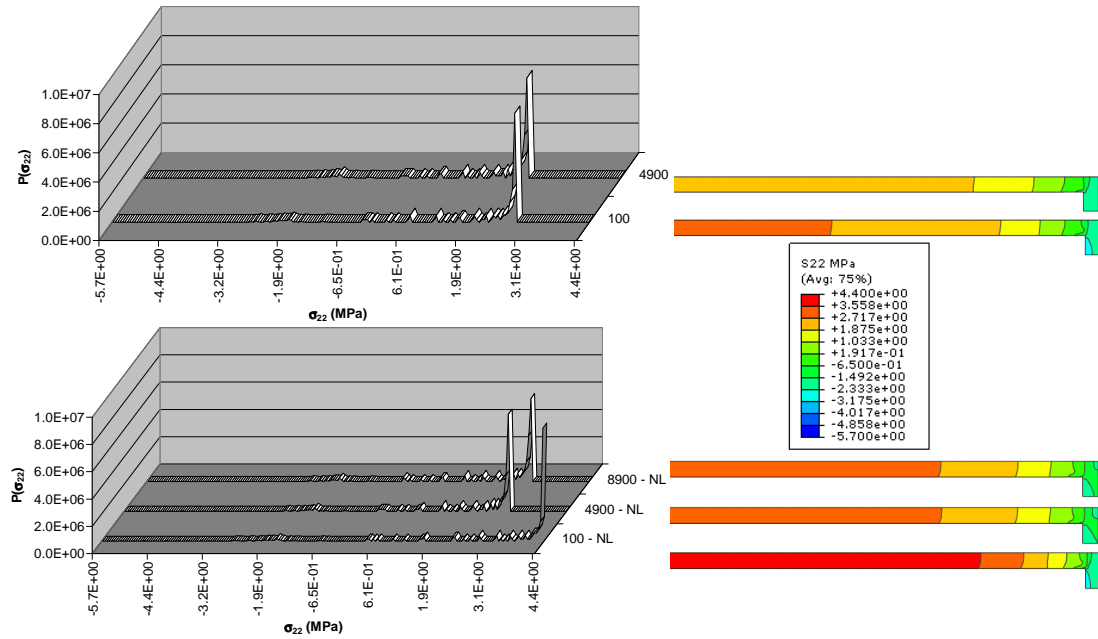 1.0E+07
8.0E+06
6.0E+06
4.0E+06
2.0E+06
0.0E+00
P(σ22)
-5.7E+00
-4.4E+00
-3.2E+00
-1.9E+00
-6.5E-01
6.1E-01
1.9E+00
3.1E+00
4.4E+00
σ22 (MPa)
4900
100
S22 MPa
(Avg: 75%)
+4.400e+00
+3.558e+00
+2.717e+00
+1.875e+00
+1.033e+00
+1.917e-01
-6.500e-01
-1.492e+00
-2.333e+00
-3.175e+00
-4.017e+00
-4.858e+00
-5.700e+00
1.0E+07
8.0E+06
6.0E+06
4.0E+06
2.0E+06
0.0E+00
P(σ22)
-5.7E+00
-4.4E+00
-3.2E+00
-1.9E+00
-6.5E-01
6.1E-01
1.9E+00
3.1E+00
4.4E+00
σ22 (MPa)
8900 - NL
4900 - NL
100 - NL